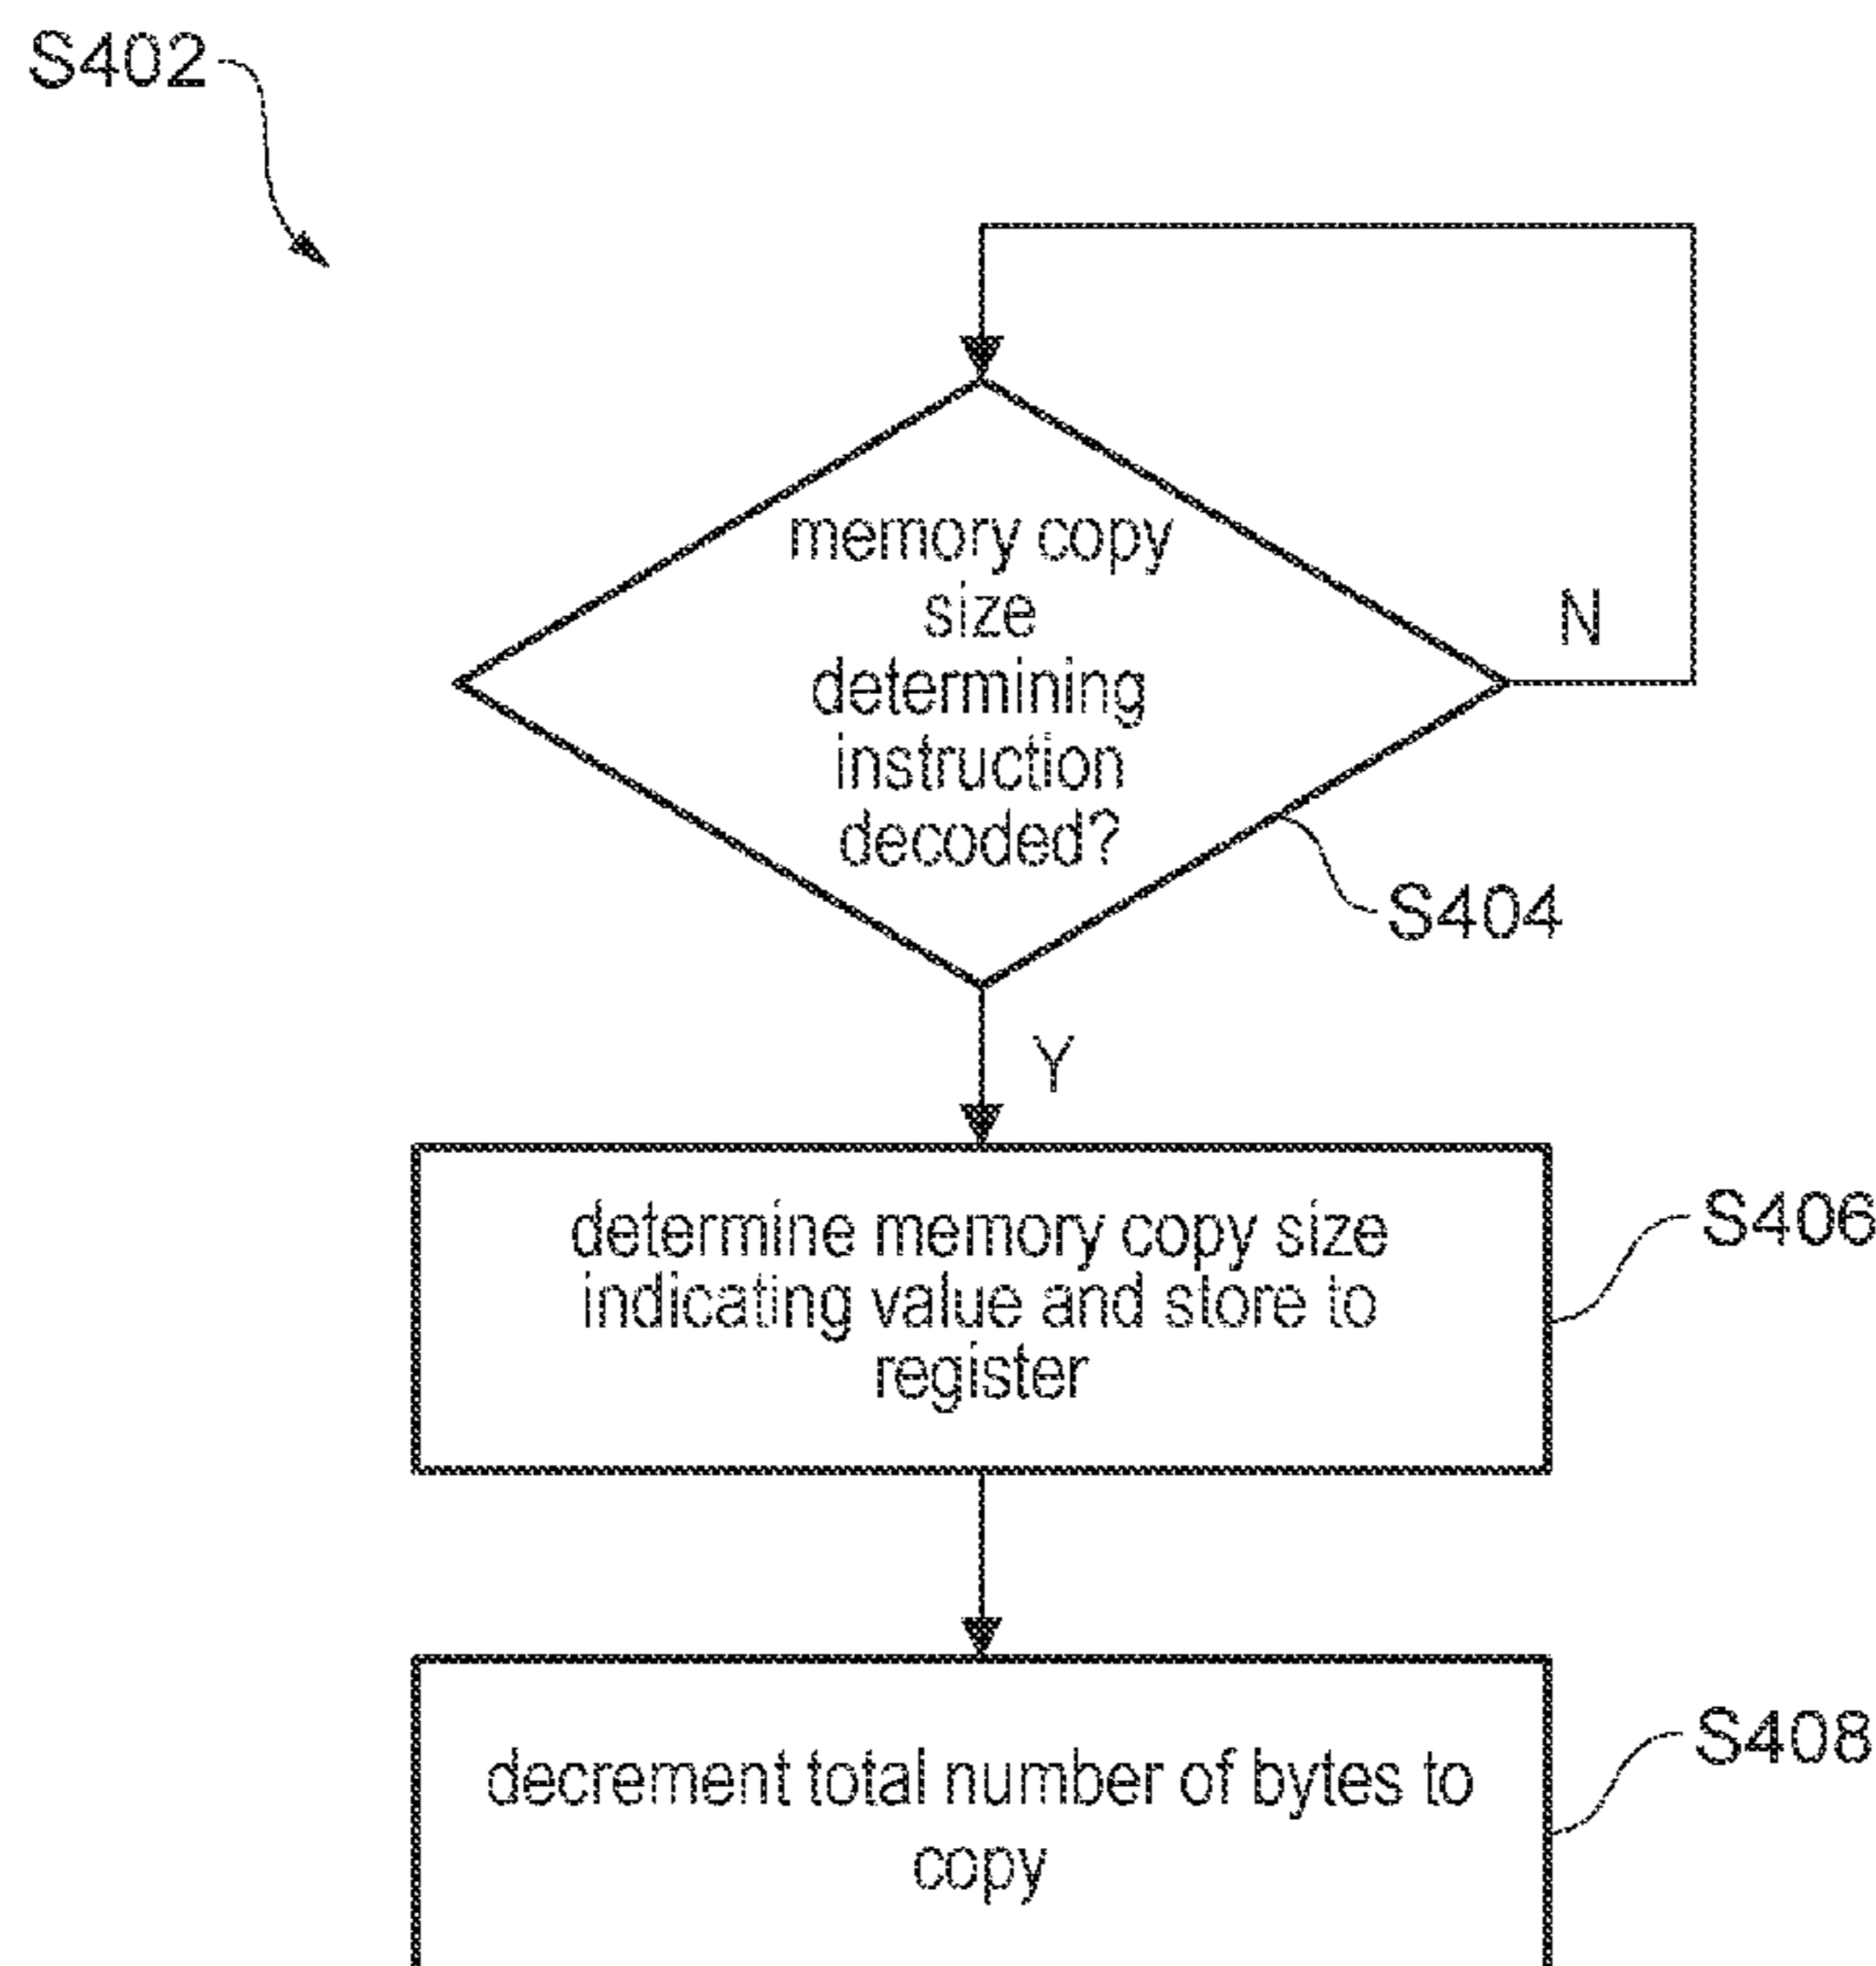 S402
memory copy
size
determining
instruction
decoded?
N
S404
Y
determine memory copy size
indicating value and store to
register
S406
decrement total number of bytes to
copy
S408